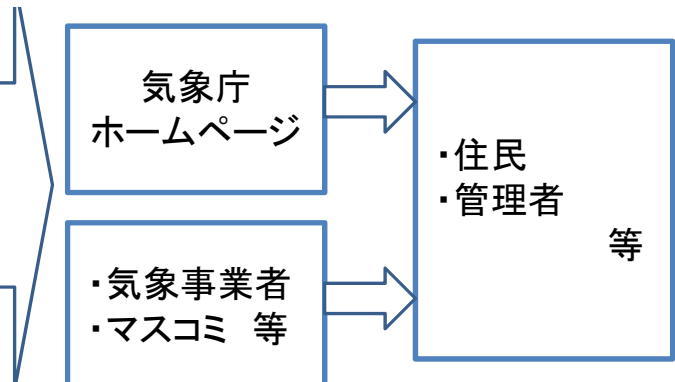 気象庁
ホームページ
・気象事業者
・マスコミ　等
・住民
・管理者
等